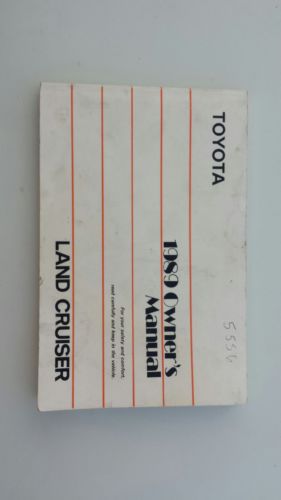 TOYOTA
5556
1989 Owner's
Manual
For your safety and comfort,
read carefully and keep in the vehicle.
LAND CRUISER